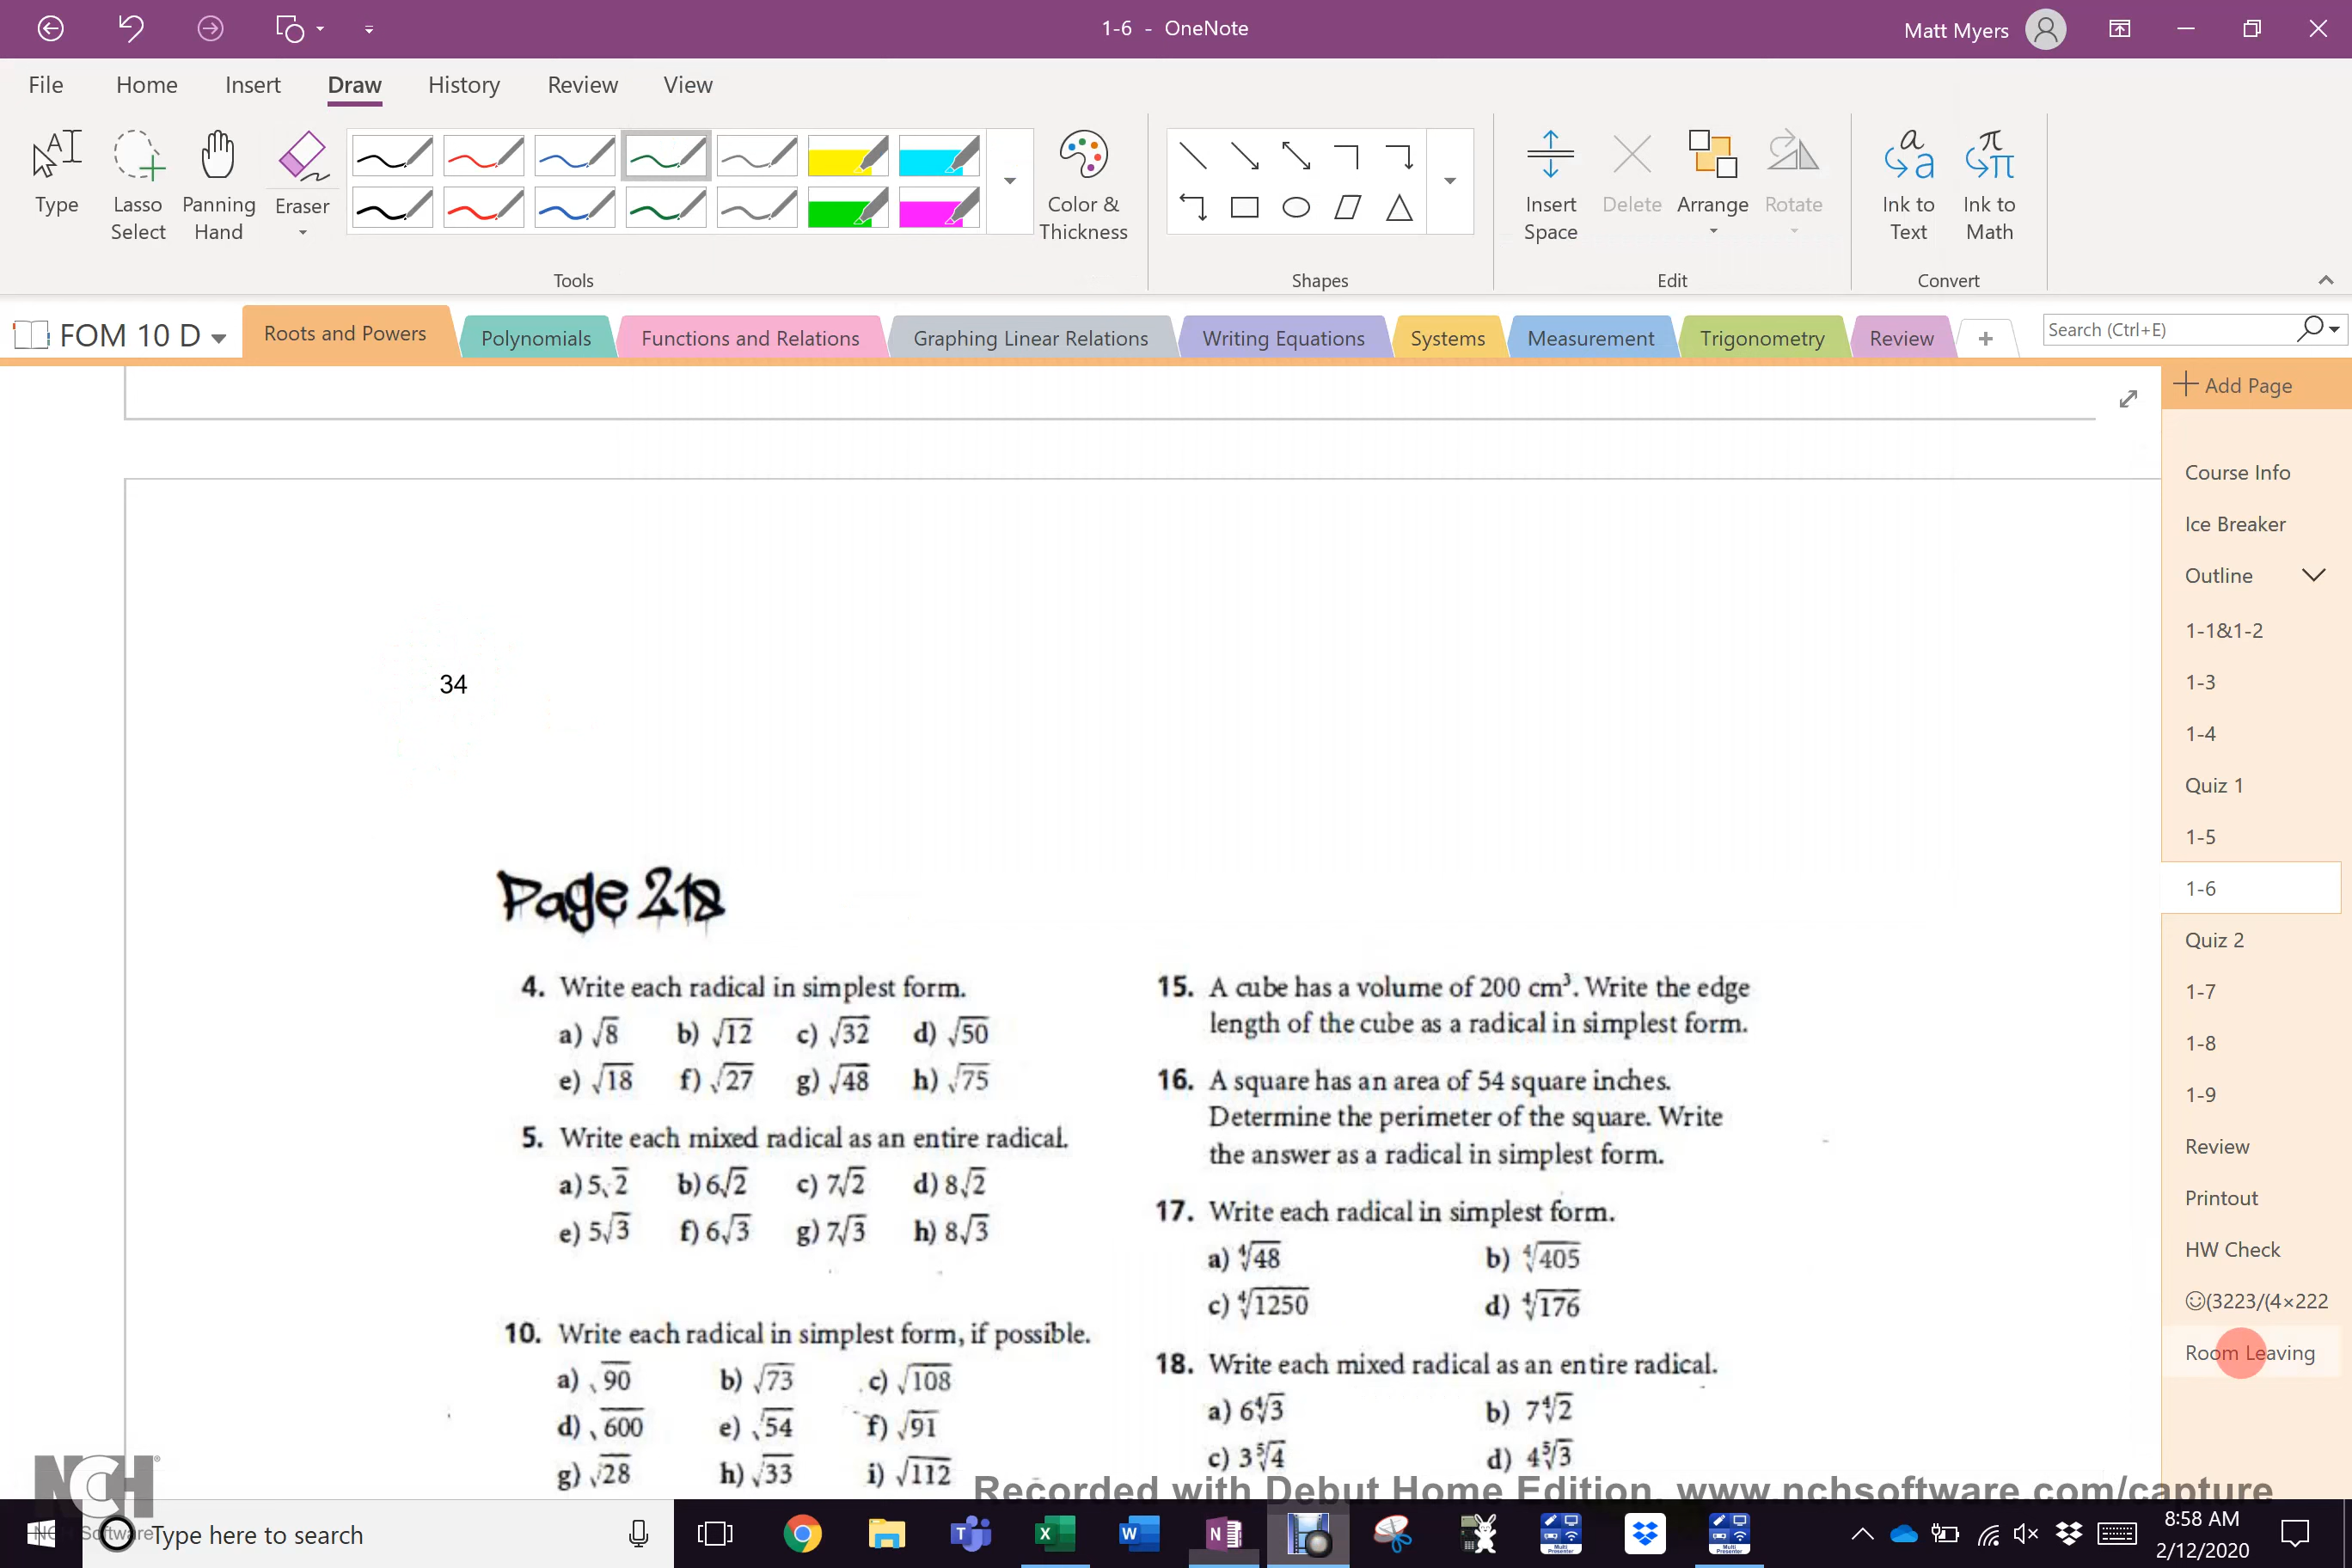 1-6 - OneNote
Matt Myers
File Home Insert Draw History Review View
Type
Lasso Select
Panning Hand
Eraser
Color & Thickness
Insert Space
Delete
Arrange
Rotate
Ink to Text
Ink to Math
Tools
Shapes
Edit
Convert
FOM 10 D
Roots and Powers
Polynomials
Functions and Relations
Graphing Linear Relations
Writing Equations
Systems
Measurement
Trigonometry
Review
Search (Ctrl+E)
Add Page
Course Info
Ice Breaker
Outline
1-1&1-2
1-3
1-4
Quiz 1
1-5
1-6
Quiz 2
1-7
1-8
1-9
Review
Printout
HW Check
☺(3223/(4×222
Room Leaving
34
Page 218
4. Write each radical in simplest form.
a) √8 b) √12 c) √32 d) √50
e) √18 f) √27 g) √48 h) √75
5. Write each mixed radical as an entire radical.
a) 5√2 b) 6√2 c) 7√2 d) 8√2
e) 5√3 f) 6√3 g) 7√3 h) 8√3
10. Write each radical in simplest form, if possible.
a) √90 b) √73 c) √108
d) √600 e) √54 f) √91
g) √28 h) √33 i) √112
15. A cube has a volume of 200 cm³. Write the edge
length of the cube as a radical in simplest form.
16. A square has an area of 54 square inches.
Determine the perimeter of the square. Write
the answer as a radical in simplest form.
17. Write each radical in simplest form.
a) ⁴√48 b) ⁴√405
c) ⁴√1250 d) ⁴√176
18. Write each mixed radical as an entire radical.
a) 6⁴√3 b) 7⁴√2
c) 3⁵√4 d) 4⁵√3
NCH
NCH Software
Recorded with Debut Home Edition. www.nchsoftware.com/capture
Type here to search
8:58 AM
2/12/2020